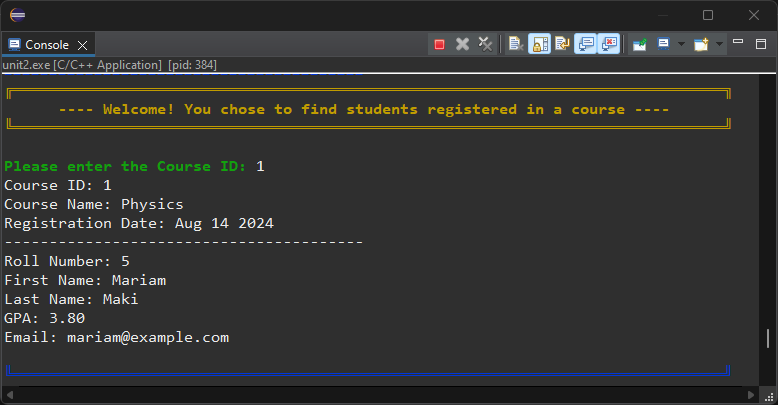 Console
unit2.exe [C/C++ Application] [pid: 384]
---- Welcome! You chose to find students registered in a course ----
Please enter the Course ID: 1
Course ID: 1
Course Name: Physics
Registration Date: Aug 14 2024
----------------------------------------
Roll Number: 5
First Name: Mariam
Last Name: Maki
GPA: 3.80
Email: mariam@example.com